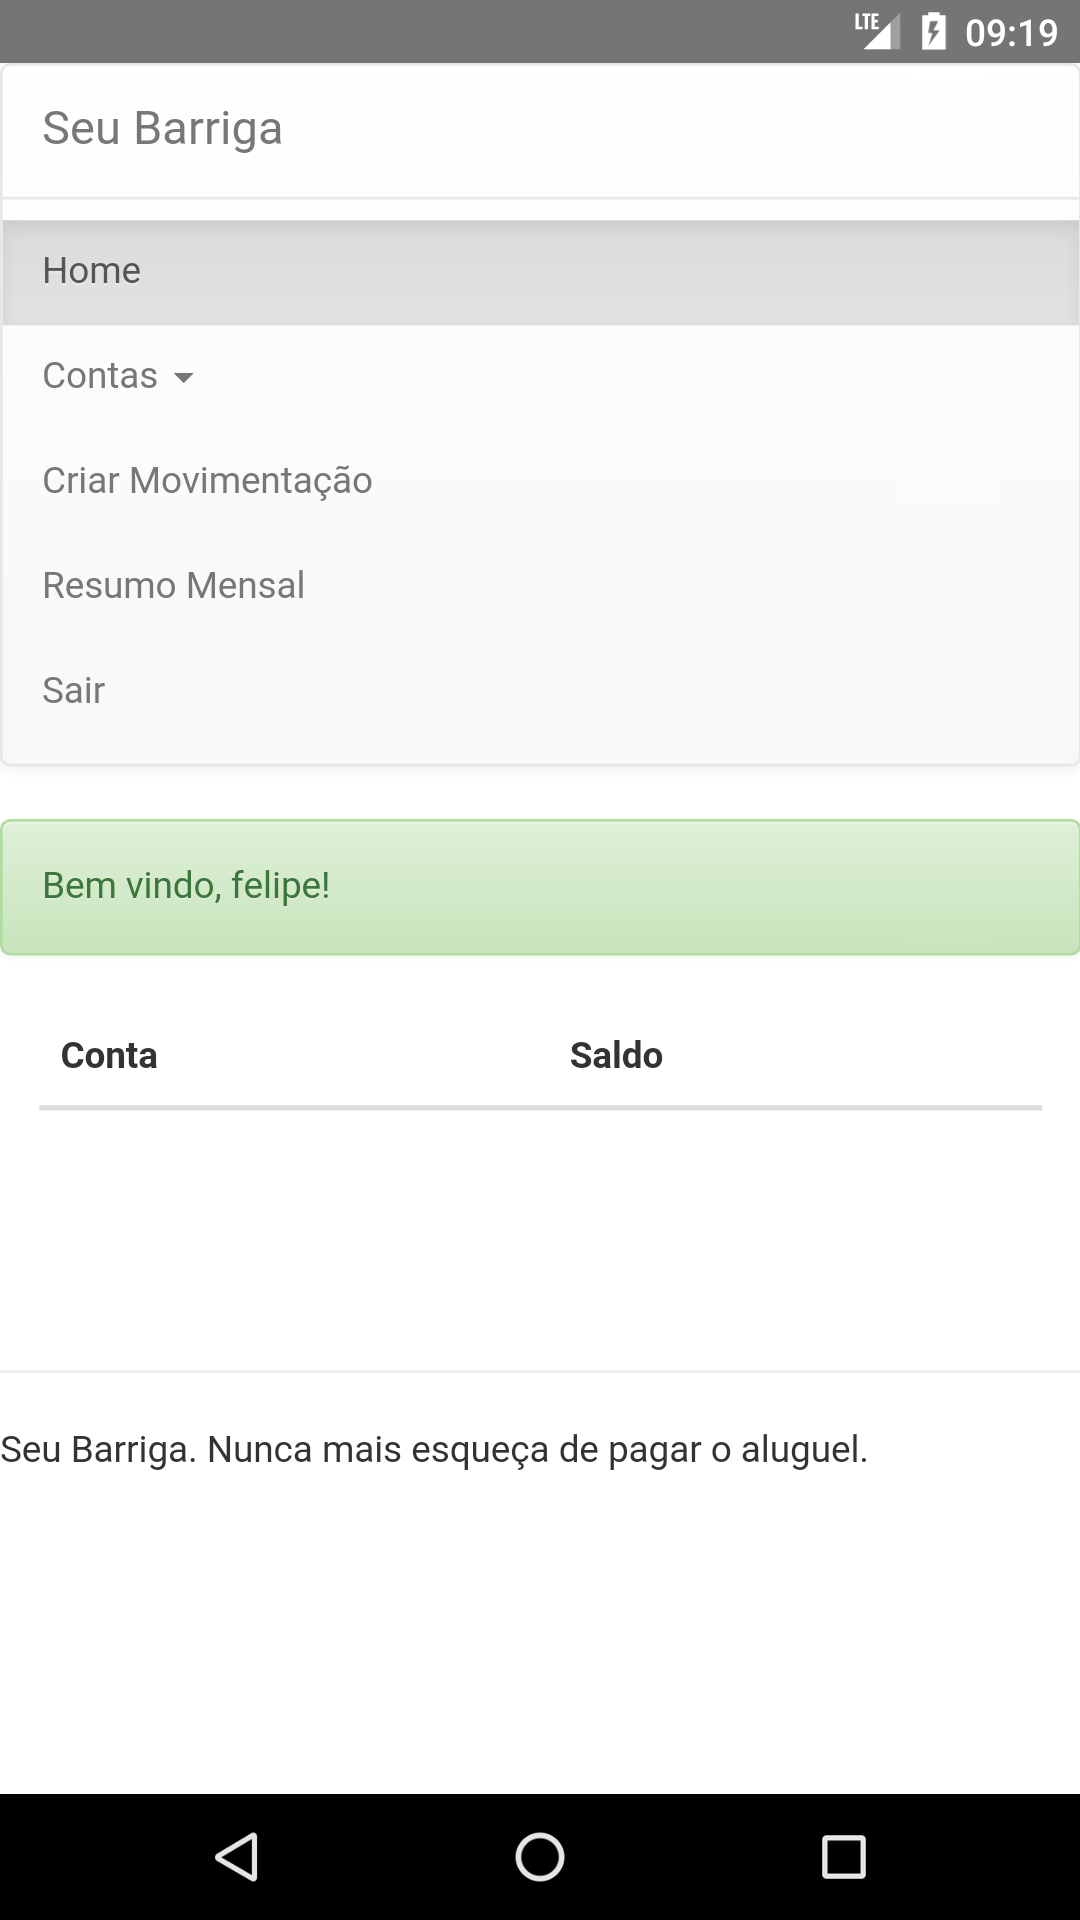 LTE 09:19
Seu Barriga
Home
Contas
Criar Movimentação
Resumo Mensal
Sair
Bem vindo, felipe!
Conta Saldo
Seu Barriga. Nunca mais esqueça de pagar o aluguel.